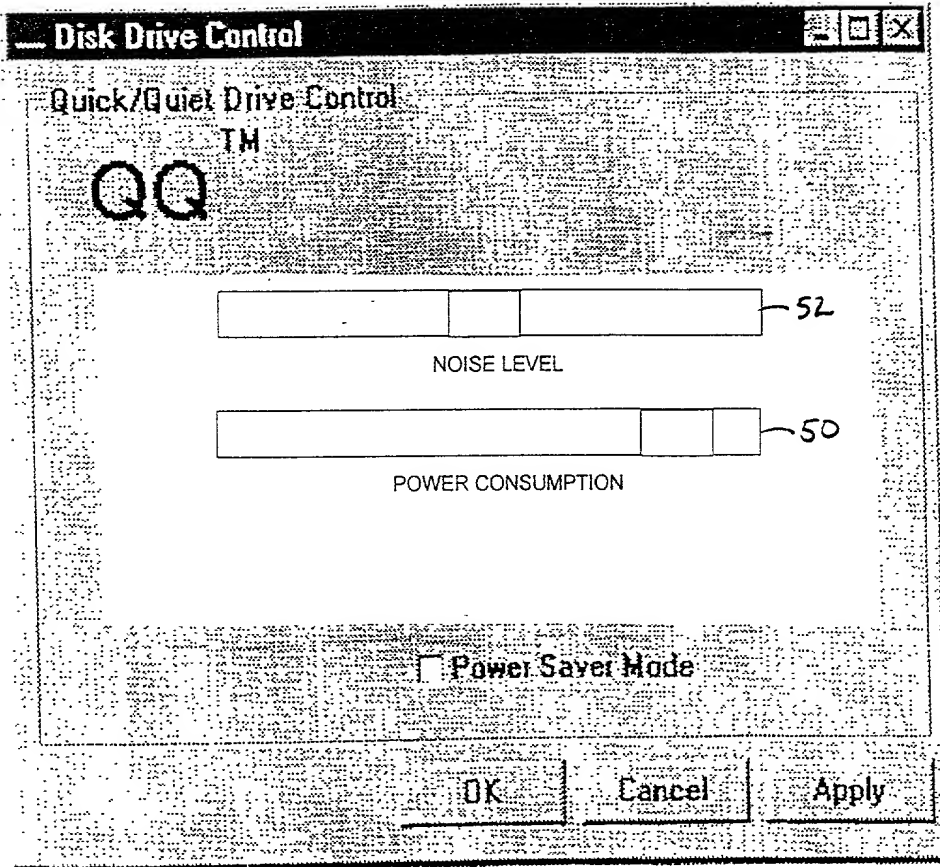 Disk Drive Control
Quick/Quiet Drive Control
TM
QQ
52
NOISE LEVEL
50
POWER CONSUMPTION
Power Saver Mode
OK Cancel Apply